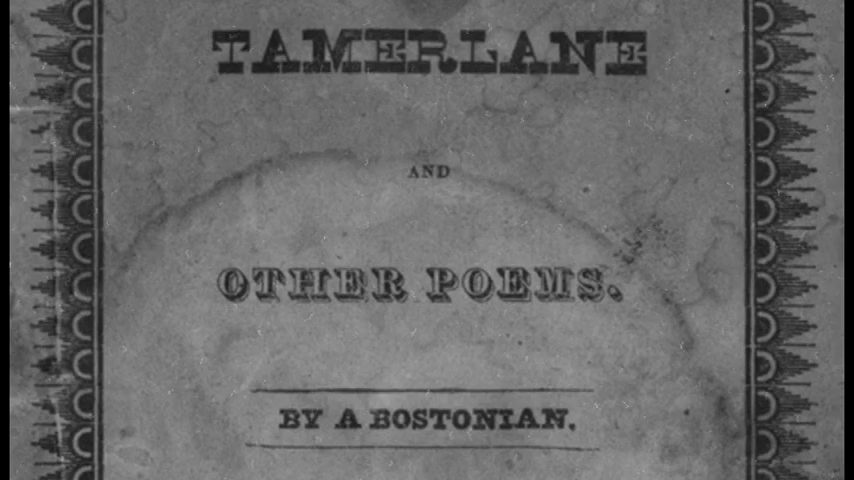 TAMERLANE
AND
OTHER POEMS.
BY A BOSTONIAN.